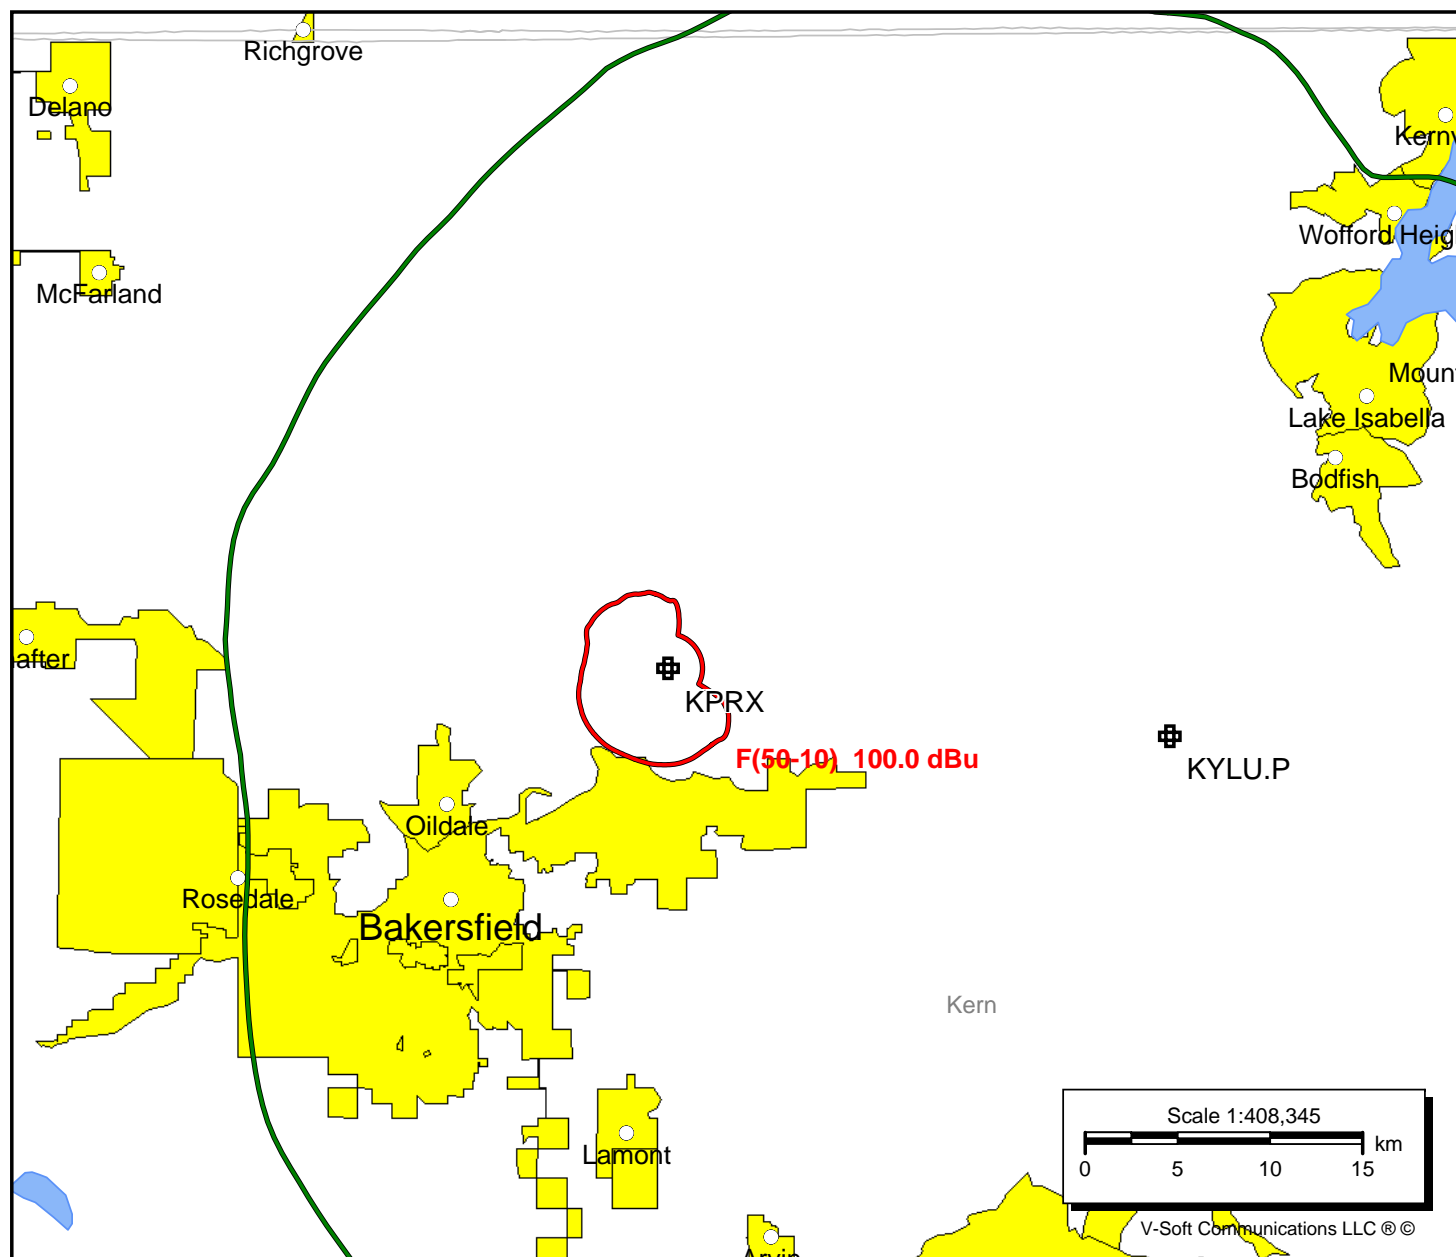 Richgrove
Delano
Kernv
Wofford Heig
McFarland
Moun
Lake Isabella
Bodfish
after
KPRX
F(50-10) 100.0 dBu
KYLU.P
Oildale
Rosedale
Bakersfield
Kern
Scale 1:408,345
km
0 5 10 15
Lamont
V-Soft Communications LLC ® ©
Arvin